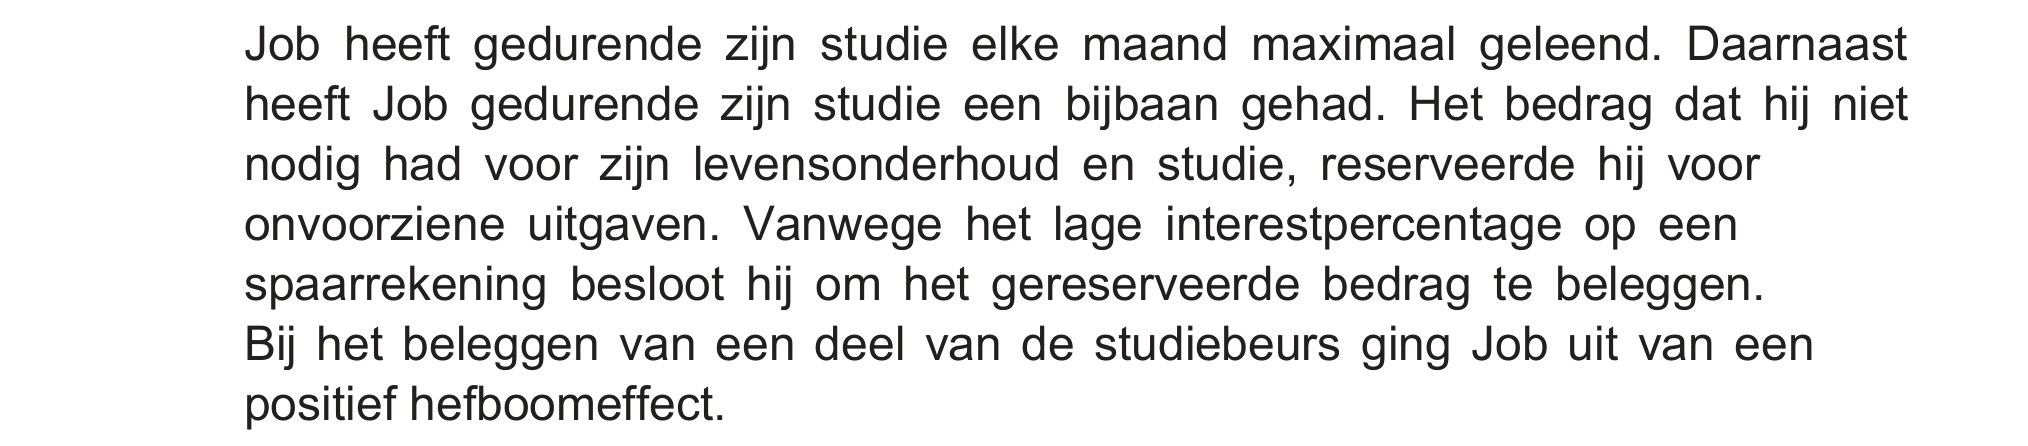 Job heeft gedurende zijn studie elke maand maximaal geleend. Daarnaast
heeft Job gedurende zijn studie een bijbaan gehad. Het bedrag dat hij niet
nodig had voor zijn levensonderhoud en studie, reserveerde hij voor
onvoorziene uitgaven. Vanwege het lage interestpercentage op een
spaarrekening besloot hij om het gereserveerde bedrag te beleggen.
Bij het beleggen van een deel van de studiebeurs ging Job uit van een
positief hefboomeffect.